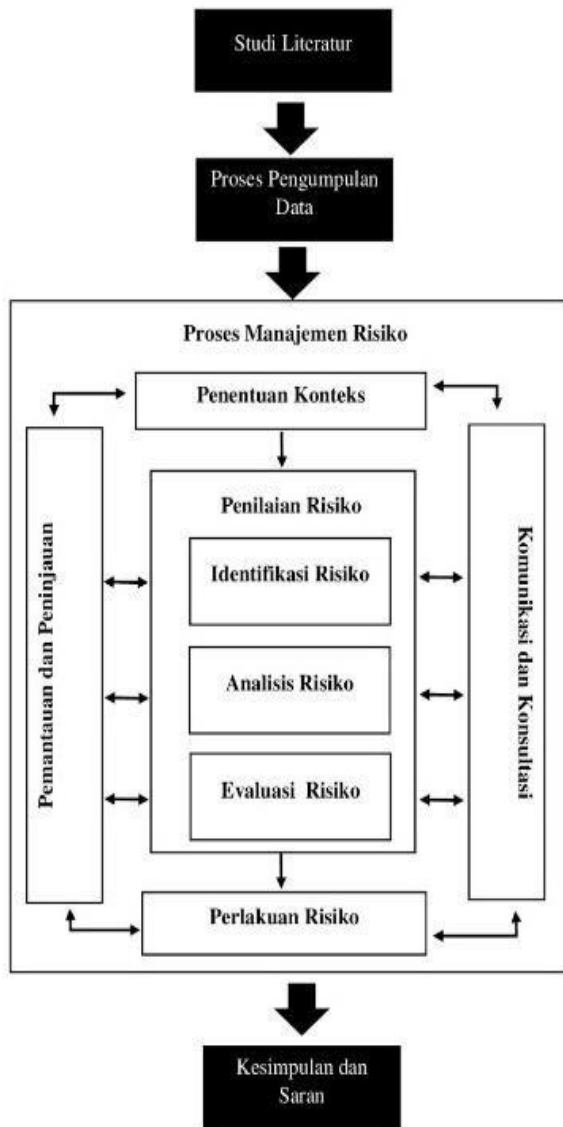 Studi Literatur
Proses Pengumpulan
Data
Proses Manajemen Risiko
Penentuan Konteks
Pemantauan dan Peninjauan
Penilaian Risiko
Identifikasi Risiko
Analisis Risiko
Evaluasi Risiko
Komunikasi dan Konsultasi
Perlakuan Risiko
Kesimpulan dan
Saran